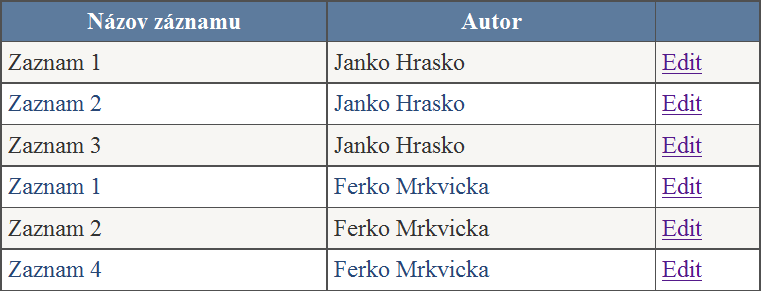 Názov záznamu Autor
Zaznam 1 Janko Hrasko Edit
Zaznam 2 Janko Hrasko Edit
Zaznam 3 Janko Hrasko Edit
Zaznam 1 Ferko Mrkvicka Edit
Zaznam 2 Ferko Mrkvicka Edit
Zaznam 4 Ferko Mrkvicka Edit